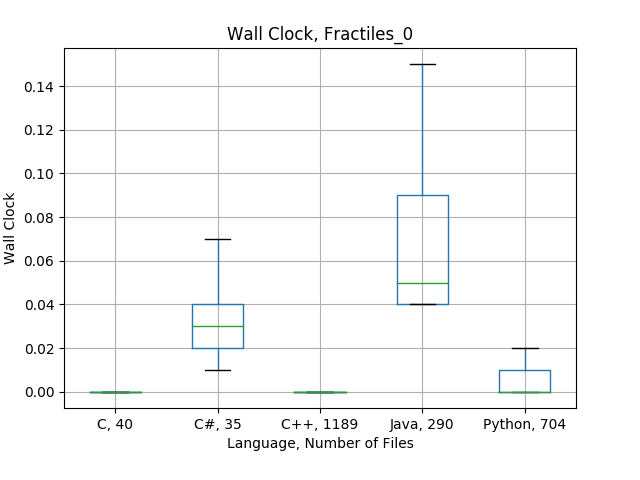 Wall Clock, Fractiles_0
0.14
0.12
0.10
0.08
0.06
0.04
0.02
0.00
Wall Clock
C, 40
C#, 35
C++, 1189
Java, 290
Python, 704
Language, Number of Files